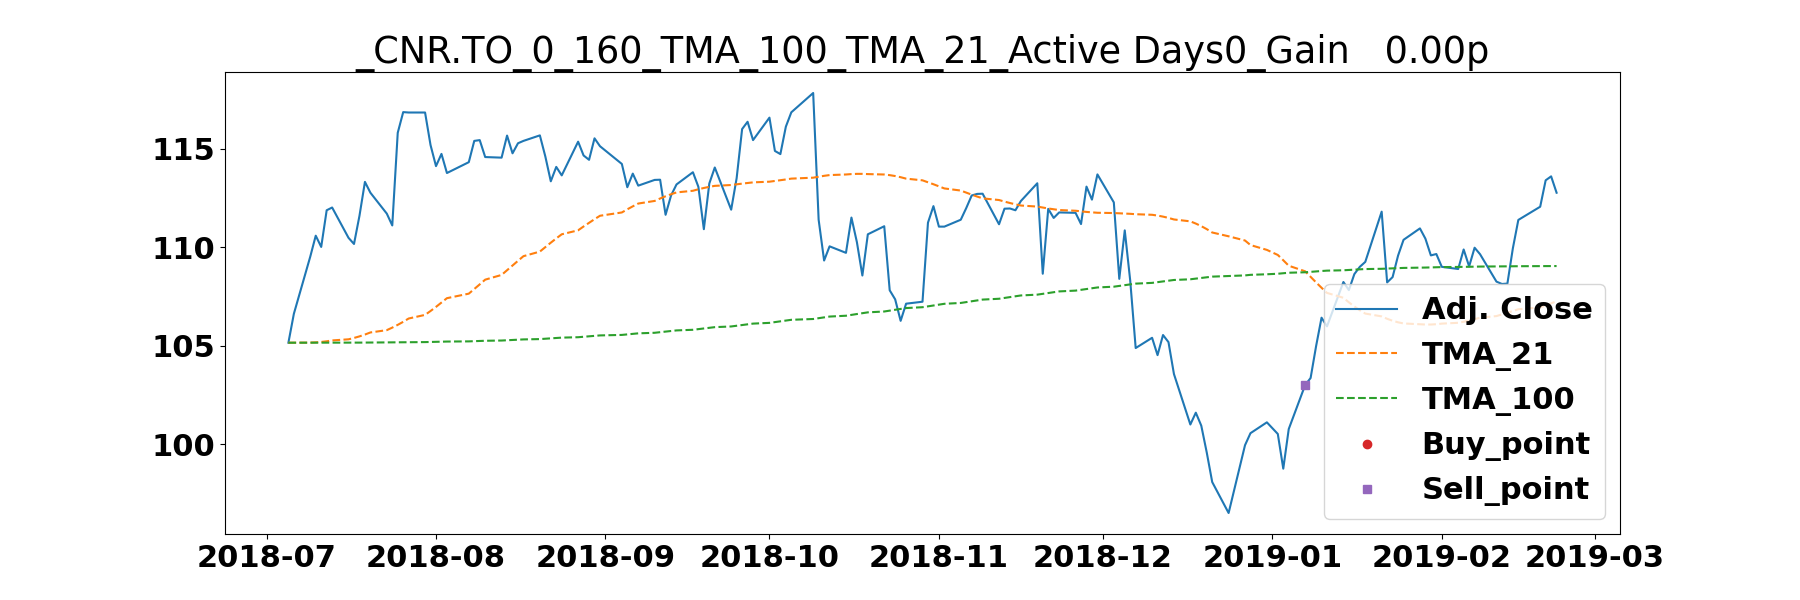 _CNR.TO_0_160_TMA_100_TMA_21_Active Days0_Gain   0.00p
115
110
105
100
Adj. Close
TMA_21
TMA_100
Buy_point
Sell_point
2018-07 2018-08 2018-09 2018-10 2018-11 2018-12 2019-01 2019-02 2019-03